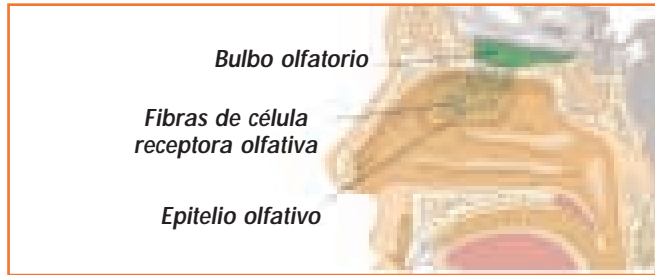 Bulbo olfatorio
Fibras de célula
receptora olfativa
Epitelio olfativo